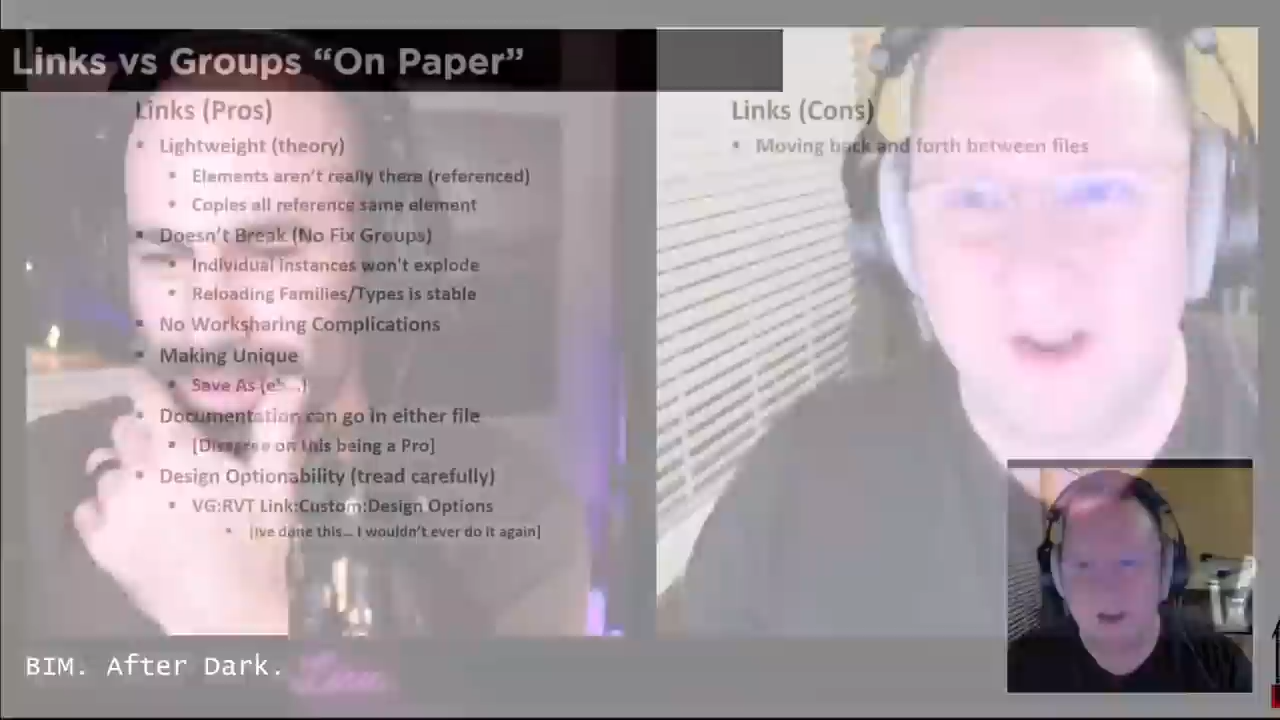 Links vs Groups “On Paper”
Links (Pros)
Lightweight (theory)
Elements aren't really there (referenced)
Copies all reference same element
Doesn't Break (No Fix Groups)
Individual instances won't explode
Reloading Families/Types is stable
No Worksharing Complications
Making Unique
Save As (eh...)
Documentation can go in either file
[Disagree on this being a Pro]
Design Optionability (tread carefully)
VG:RVT Link:Custom:Design Options
[Ive done this... I wouldn't ever do it again]
Links (Cons)
Moving back and forth between files
BIM. After Dark.